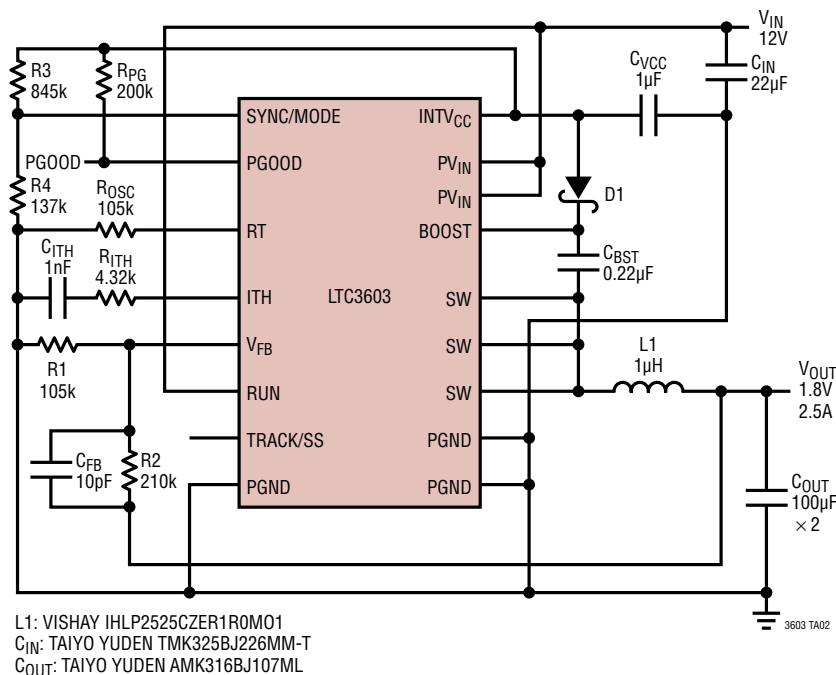 V_IN
12V
R3
845k
R_PG
200k
C_VCC
1µF
C_IN
22µF
SYNC/MODE
INTV_CC
PGOOD
PGOOD
PV_IN
R4
137k
R_OSC
105k
PV_IN
D1
RT
BOOST
C_ITH
1nF
R_ITH
4.32k
C_BST
0.22µF
ITH
LTC3603
SW
V_FB
SW
R1
105k
L1
1µH
V_OUT
1.8V
2.5A
RUN
SW
TRACK/SS
PGND
C_FB
10pF
R2
210k
PGND
PGND
C_OUT
100µF
×2
L1: VISHAY IHLP2525CZER1R0MO1
C_IN: TAIYO YUDEN TMK325BJ226MM-T
C_OUT: TAIYO YUDEN AMK316BJ107ML
3603 TA02